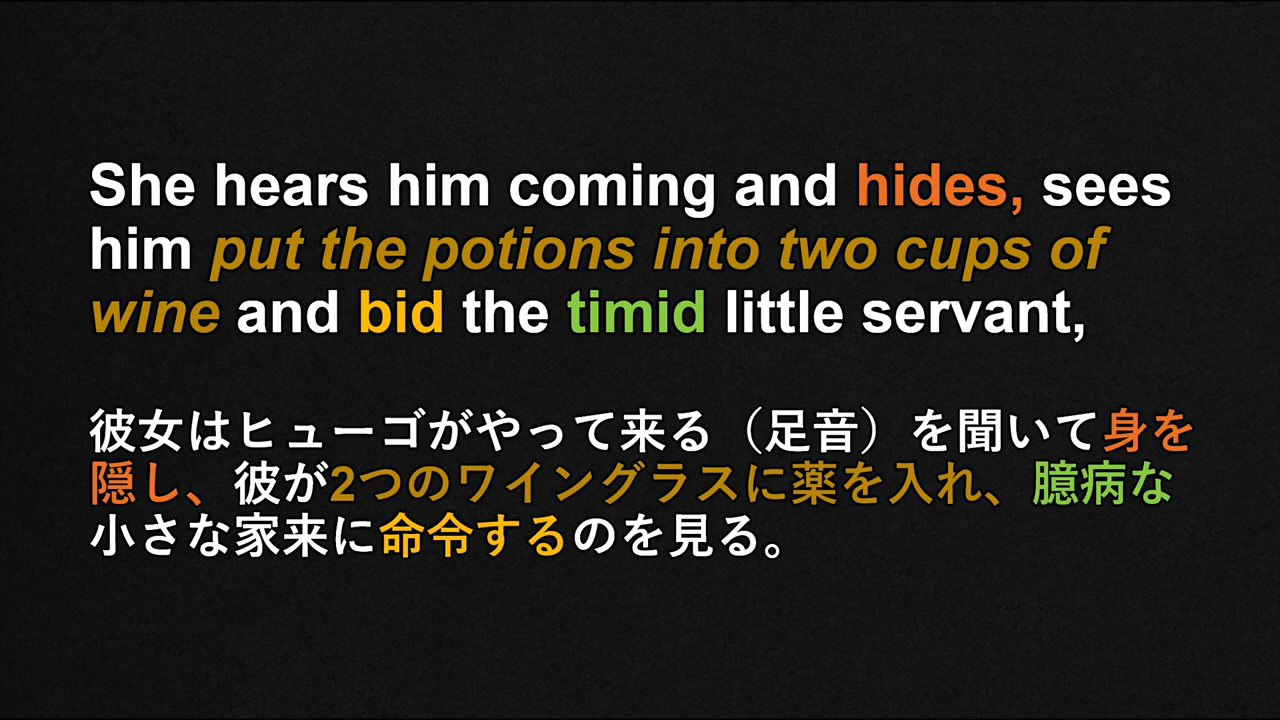 She hears him coming and hides, sees
him put the potions into two cups of
wine and bid the timid little servant,
彼女はヒューゴがやって来る（足音）を聞いて身を
隠し、彼が2つのワイングラスに薬を入れ、臆病な
小さな家来に命令するのを見る。